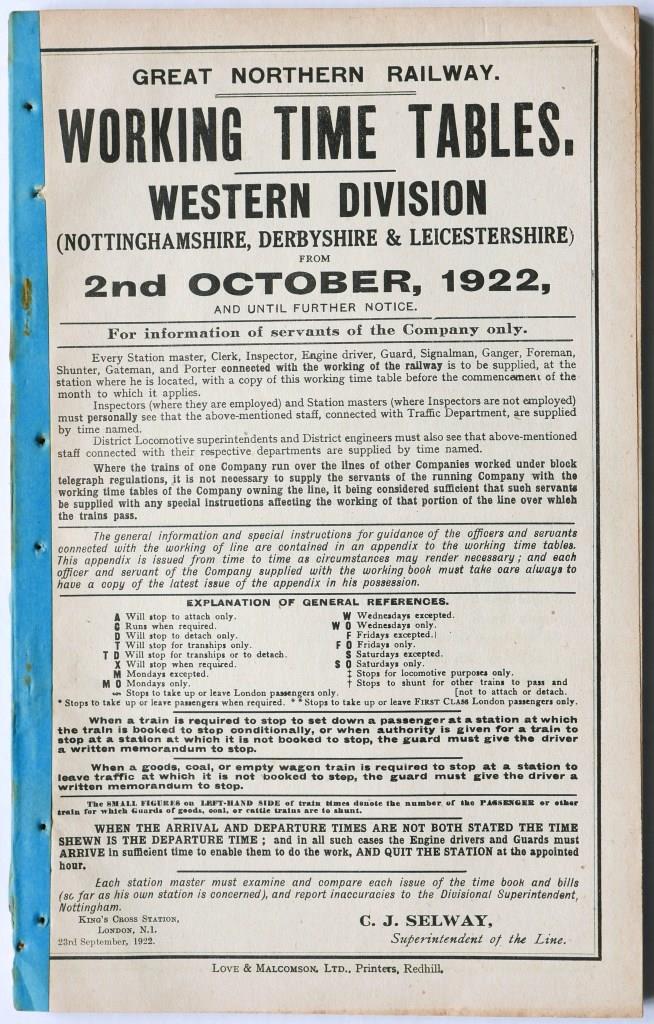 GREAT NORTHERN RAILWAY.
WORKING TIME TABLES.
WESTERN DIVISION
(NOTTINGHAMSHIRE, DERBYSHIRE & LEICESTERSHIRE)
FROM
2nd OCTOBER, 1922,
AND UNTIL FURTHER NOTICE.
For information of servants of the Company only.
Every Station master, Clerk, Inspector, Engine driver, Guard, Signalman, Ganger, Foreman,
Shunter, Gateman, and Porter connected with the working of the railway is to be supplied, at the
station where he is located, with a copy of this working time table before the commencement of the
month to which it applies.
Inspectors (where they are employed) and Station masters (where Inspectors are not employed)
must personally see that the above-mentioned staff, connected with Traffic Department, are supplied
by time named.
District Locomotive superintendents and District engineers must also see that above-mentioned
staff connected with their respective departments are supplied by time named.
Where the trains of one Company run over the lines of other Companies worked under block
telegraph regulations, it is not necessary to supply the servants of the running Company with the
working time tables of the Company owning the line, it being considered sufficient that such servants
be supplied with any special instructions affecting the working of that portion of the line over which
the trains pass.
The general information and special instructions for guidance of the officers and servants
connected with the working of line are contained in an appendix to the working time tables.
This appendix is issued from time to time as circumstances may render necessary; and each
officer and servant of the Company supplied with the working book must take care always to
have a copy of the latest issue of the appendix in his possession.
EXPLANATION OF GENERAL REFERENCES.
A Will stop to attach only.
C Runs when required.
D Will stop to detach only.
T Will stop for tranships only.
T D Will stop for tranships or to detach.
X Will stop when required.
M Mondays excepted.
M O Mondays only.
Stops to take up or leave London passengers only.
W Wednesdays excepted.
W O Wednesdays only.
F Fridays excepted.
F O Fridays only.
S Saturdays excepted.
S O Saturdays only.
‡ Stops for locomotive purposes only.
† Stops to shunt for other trains to pass and
[not to attach or detach.
* Stops to take up or leave passengers when required. ** Stops to take up or leave FIRST CLASS London passengers only.
When a train is required to stop to set down a passenger at a station at which
the train is booked to stop conditionally, or when authority is given for a train to
stop at a station at which it is not booked to stop, the guard must give the driver
a written memorandum to stop.
When a goods, coal, or empty wagon train is required to stop at a station to
leave traffic at which it is not booked to stop, the guard must give the driver a
written memorandum to stop.
The SMALL FIGURES on LEFT-HAND SIDE of train times denote the number of the PASSENGER or other
train for which Guards of goods, coal, or cattle trains are to shunt.
WHEN THE ARRIVAL AND DEPARTURE TIMES ARE NOT BOTH STATED THE TIME
SHEWN IS THE DEPARTURE TIME; and in all such cases the Engine drivers and Guards must
ARRIVE in sufficient time to enable them to do the work, AND QUIT THE STATION at the appointed
hour.
Each station master must examine and compare each issue of the time book and bills
(so far as his own station is concerned), and report inaccuracies to the Divisional Superintendent,
Nottingham.
KING'S CROSS STATION,
LONDON, N.1.
23rd September, 1922.
C. J. SELWAY,
Superintendent of the Line.
LOVE & MALCOMSON, LTD., Printers, Redhill.